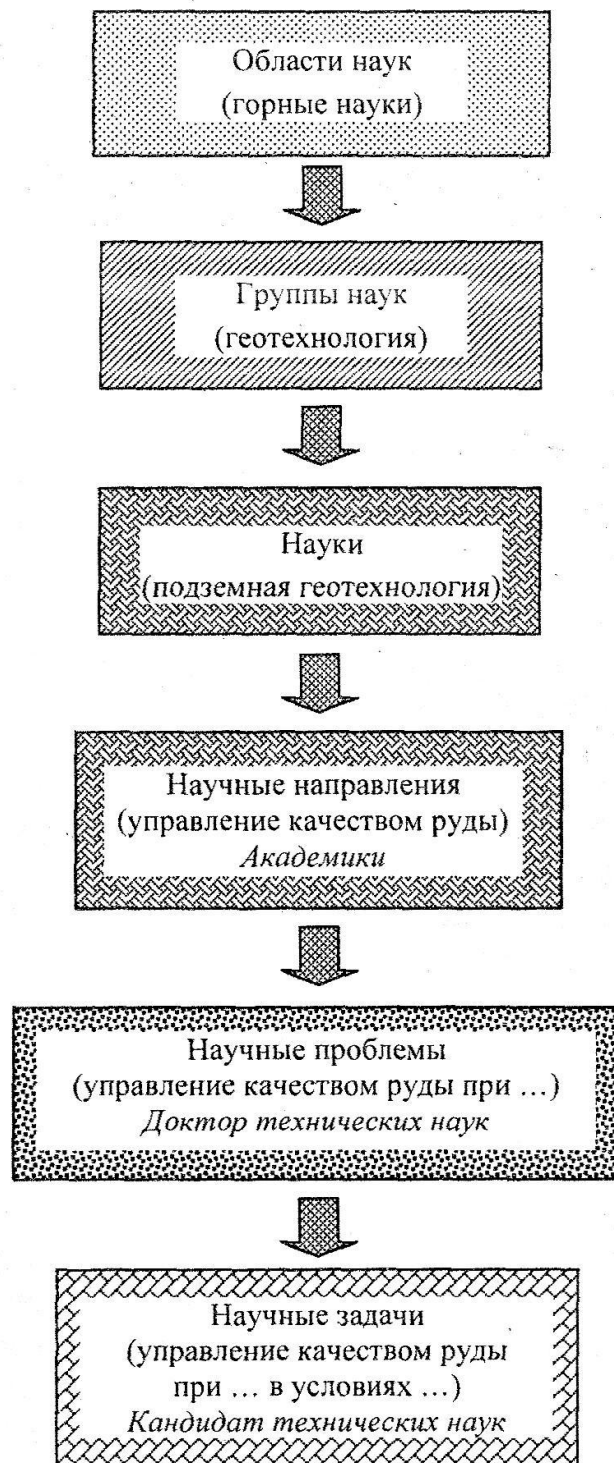 Области наук
(горные науки)
Группы наук
(геотехнология)
Науки
(подземная геотехнология)
Научные направления
(управление качеством руды)
Академики
Научные проблемы
(управление качеством руды при …)
Доктор технических наук
Научные задачи
(управление качеством руды
при … в условиях …)
Кандидат технических наук